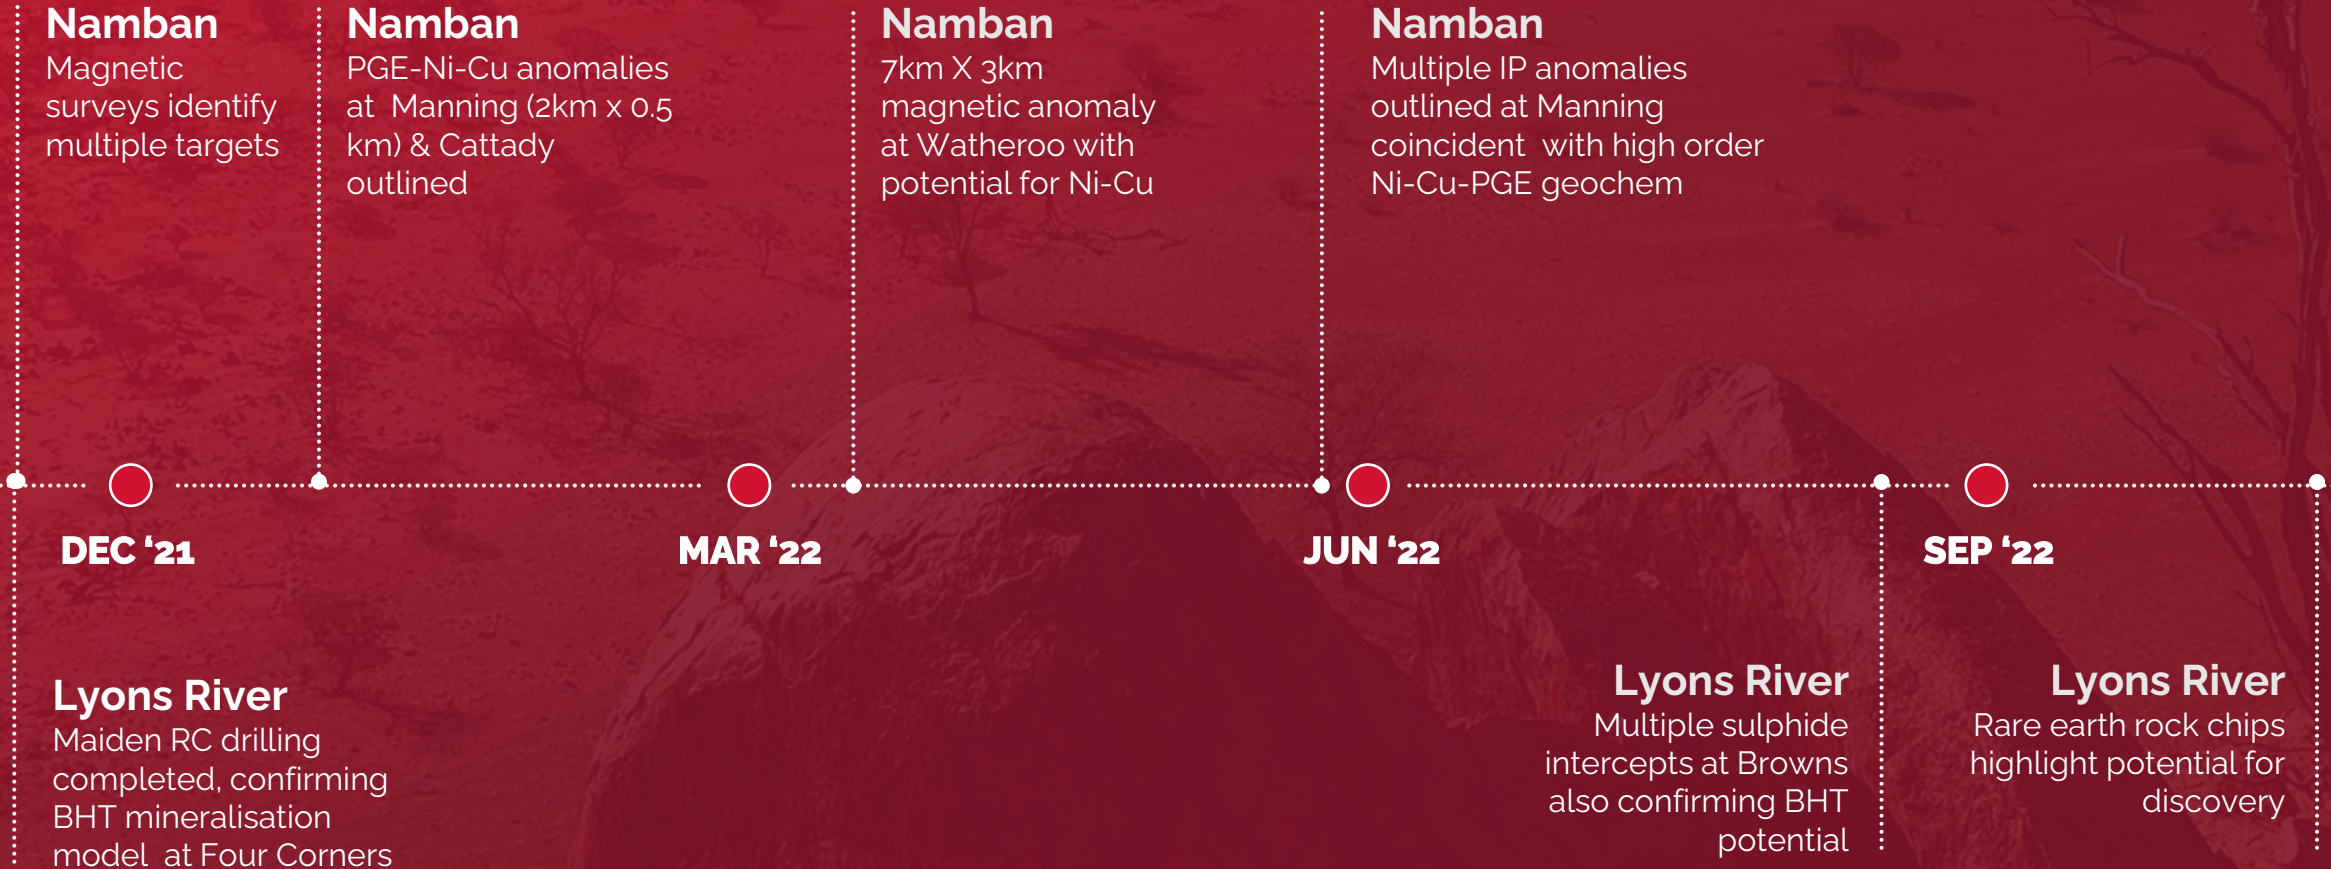 Namban
Magnetic
surveys identify
multiple targets
Namban
PGE-Ni-Cu anomalies
at  Manning (2km x 0.5
km) & Cattady
outlined
Namban
7km X 3km
magnetic anomaly
at Watheroo with
potential for Ni-Cu
Namban
Multiple IP anomalies
outlined at Manning
coincident  with high order
Ni-Cu-PGE geochem
DEC ‘21
MAR ‘22
JUN ‘22
SEP ‘22
Lyons River
Maiden RC drilling
completed, confirming
BHT mineralisation
model  at Four Corners
Lyons River
Multiple sulphide
intercepts at Browns
also confirming BHT
potential
Lyons River
Rare earth rock chips
highlight potential for
discovery